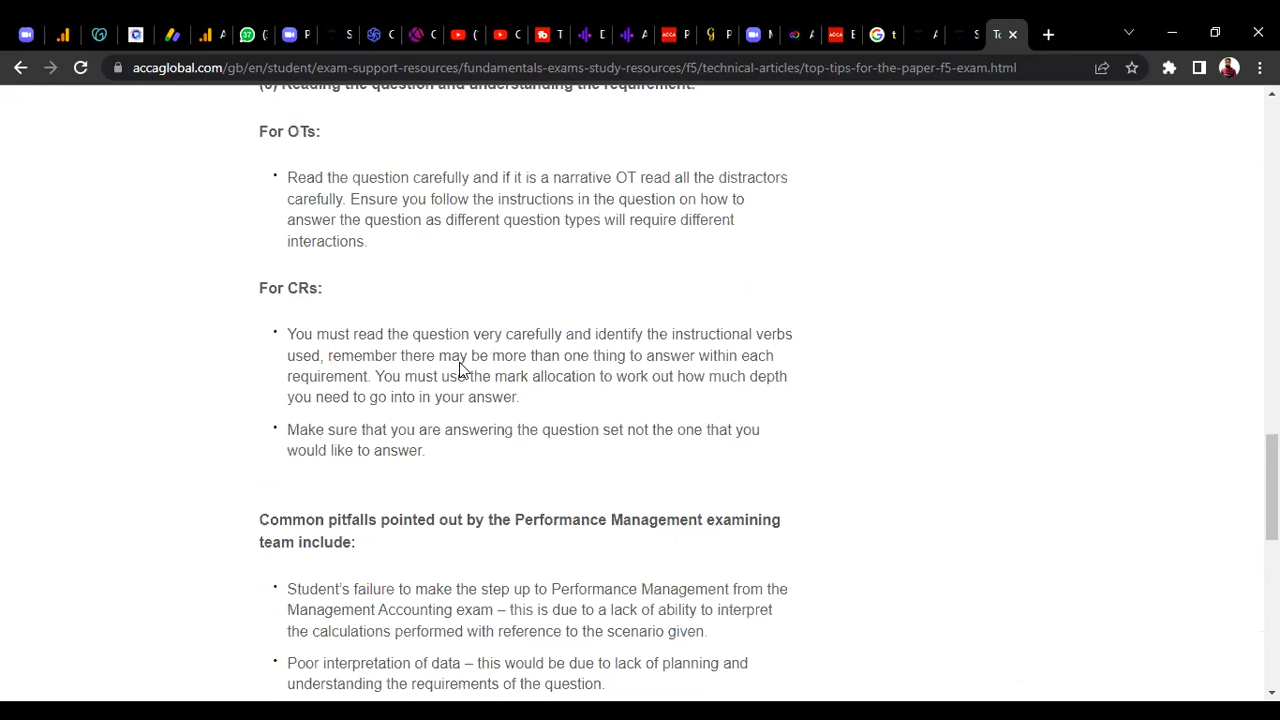 accaglobal.com/gb/en/student/exam-support-resources/fundamentals-exams-study-resources/f5/technical-articles/top-tips-for-the-paper-f5-exam.html
Reading the question and understanding the requirement.
For OTs:
• Read the question carefully and if it is a narrative OT read all the distractors
carefully. Ensure you follow the instructions in the question on how to
answer the question as different question types will require different
interactions.
For CRs:
• You must read the question very carefully and identify the instructional verbs
used, remember there may be more than one thing to answer within each
requirement. You must use the mark allocation to work out how much depth
you need to go into in your answer.
• Make sure that you are answering the question set not the one that you
would like to answer.
Common pitfalls pointed out by the Performance Management examining
team include:
• Student’s failure to make the step up to Performance Management from the
Management Accounting exam – this is due to a lack of ability to interpret
the calculations performed with reference to the scenario given.
• Poor interpretation of data – this would be due to lack of planning and
understanding the requirements of the question.